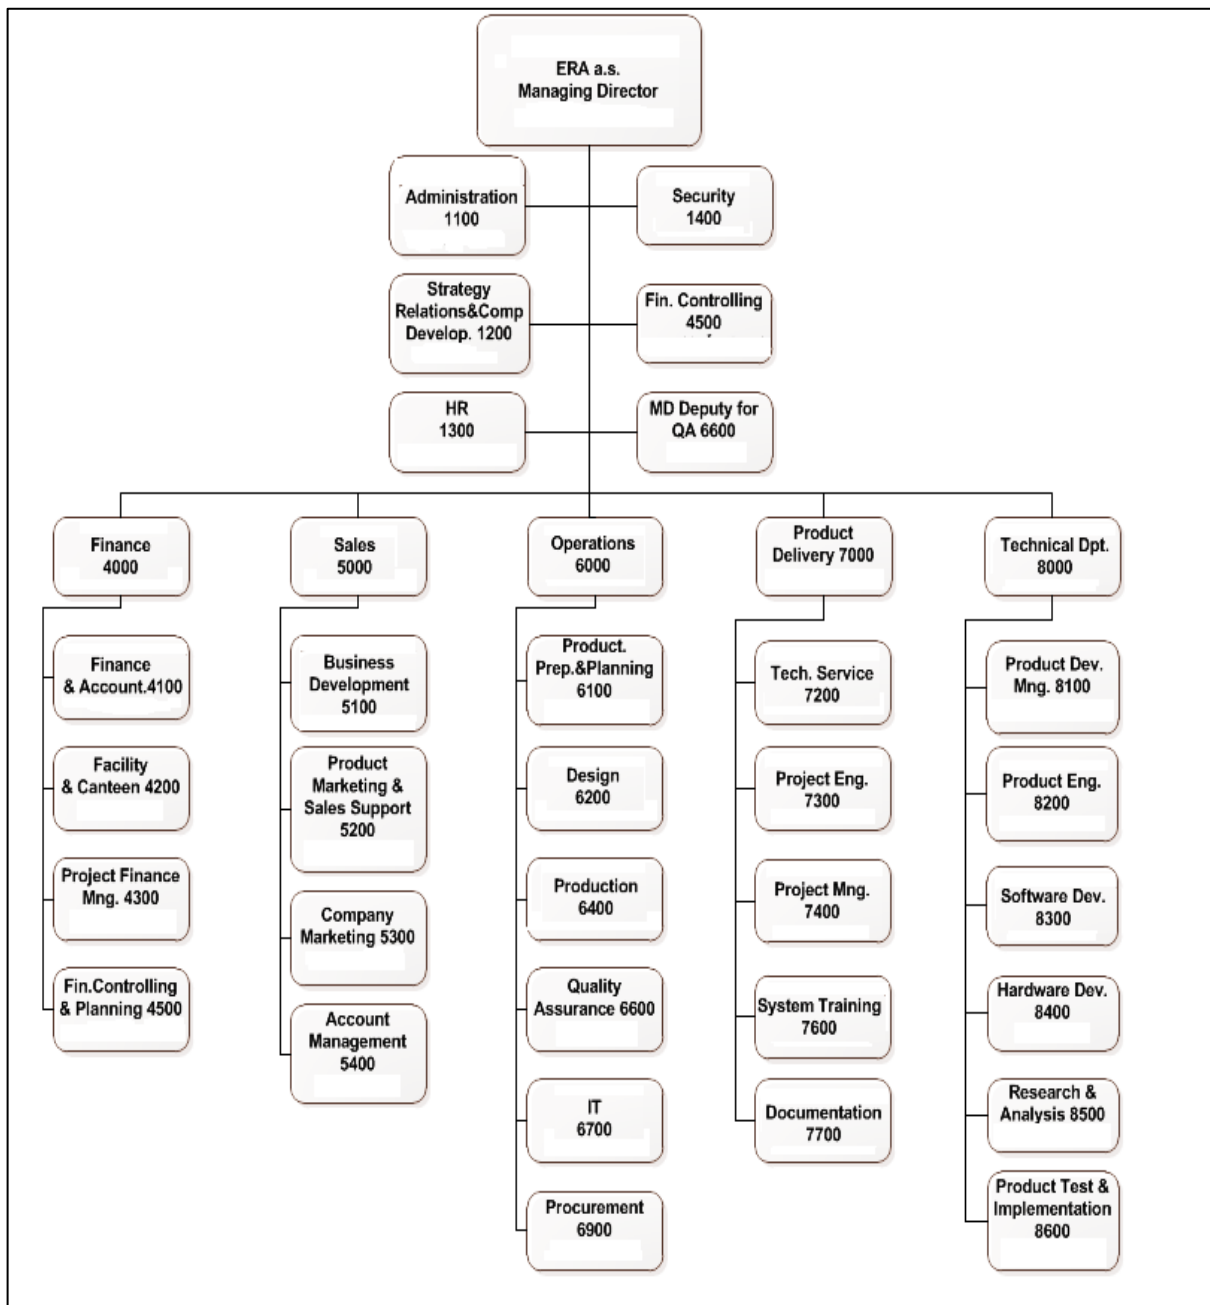 ERA a.s.
Managing Director
Administration
1100
Security
1400
Strategy
Relations&Comp
Develop. 1200
Fin. Controlling
4500
HR
1300
MD Deputy for
QA 6600
Finance
4000
Sales
5000
Operations
6000
Product
Delivery 7000
Technical Dpt.
8000
Finance
& Account.4100
Facility
& Canteen 4200
Project Finance
Mng. 4300
Fin.Controlling
& Planning 4500
Business
Development
5100
Product
Marketing &
Sales Support
5200
Company
Marketing 5300
Account
Management
5400
Product.
Prep.&Planning
6100
Design
6200
Production
6400
Quality
Assurance 6600
IT
6700
Procurement
6900
Tech. Service
7200
Project Eng.
7300
Project Mng.
7400
System Training
7600
Documentation
7700
Product Dev.
Mng. 8100
Product Eng.
8200
Software Dev.
8300
Hardware Dev.
8400
Research &
Analysis 8500
Product Test &
Implementation
8600